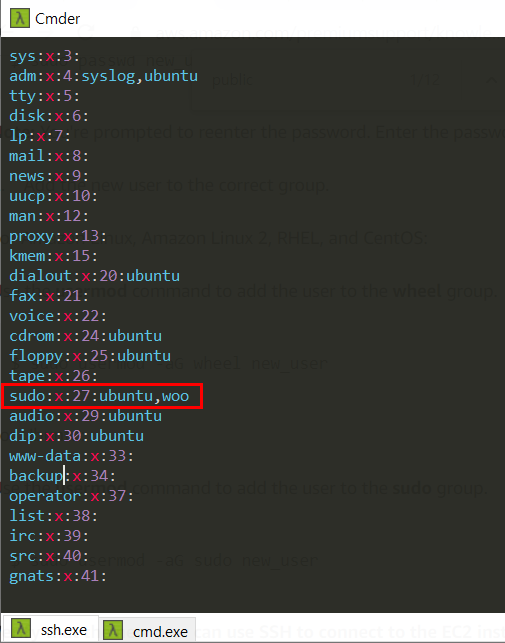 Cmder
sys:x:3:
adm:x:4:syslog,ubuntu
tty:x:5:
disk:x:6:
lp:x:7:
mail:x:8:
news:x:9:
uucp:x:10:
man:x:12:
proxy:x:13:
kmem:x:15:
dialout:x:20:ubuntu
fax:x:21:
voice:x:22:
cdrom:x:24:ubuntu
floppy:x:25:ubuntu
tape:x:26:
sudo:x:27:ubuntu,woo
audio:x:29:ubuntu
dip:x:30:ubuntu
www-data:x:33:
backup:x:34:
operator:x:37:
list:x:38:
irc:x:39:
src:x:40:
gnats:x:41:
ssh.exe
cmd.exe